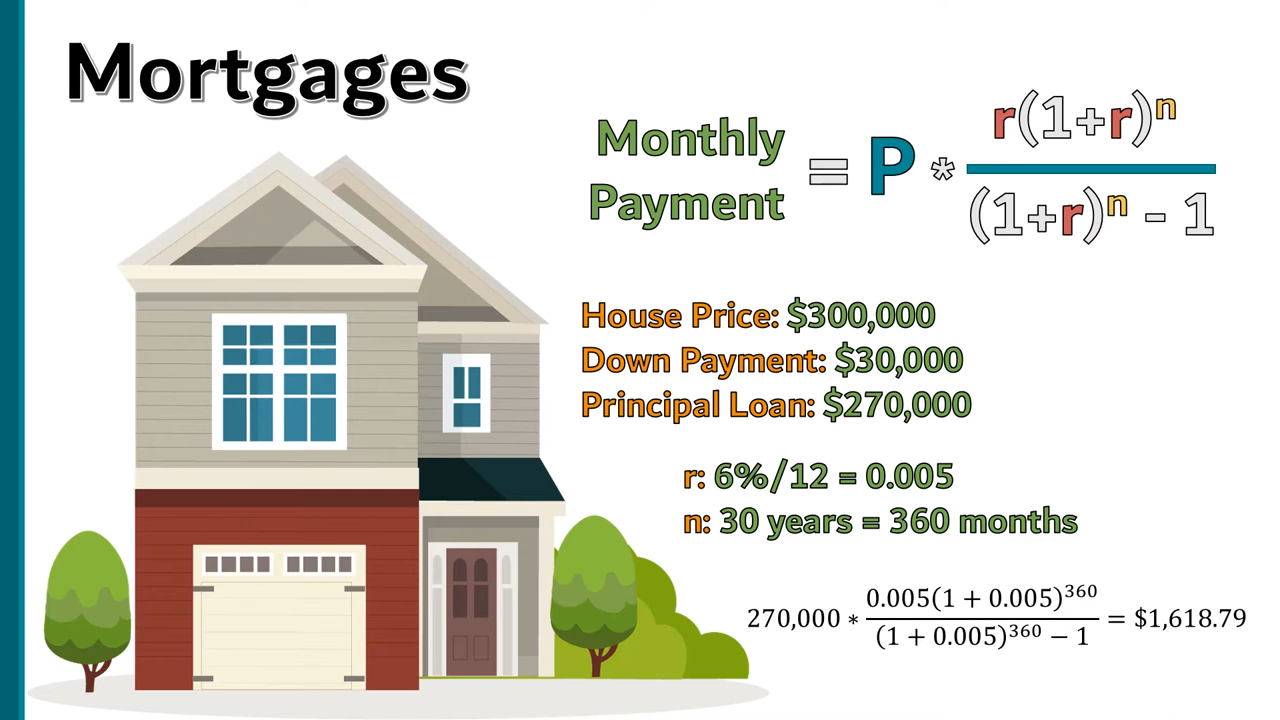 Mortgages
Monthly Payment = P * r(1+r)^n / (1+r)^n - 1
House Price: $300,000
Down Payment: $30,000
Principal Loan: $270,000
r: 6%/12 = 0.005
n: 30 years = 360 months
270,000 * 0.005(1 + 0.005)^360 / (1 + 0.005)^360 − 1 = $1,618.79